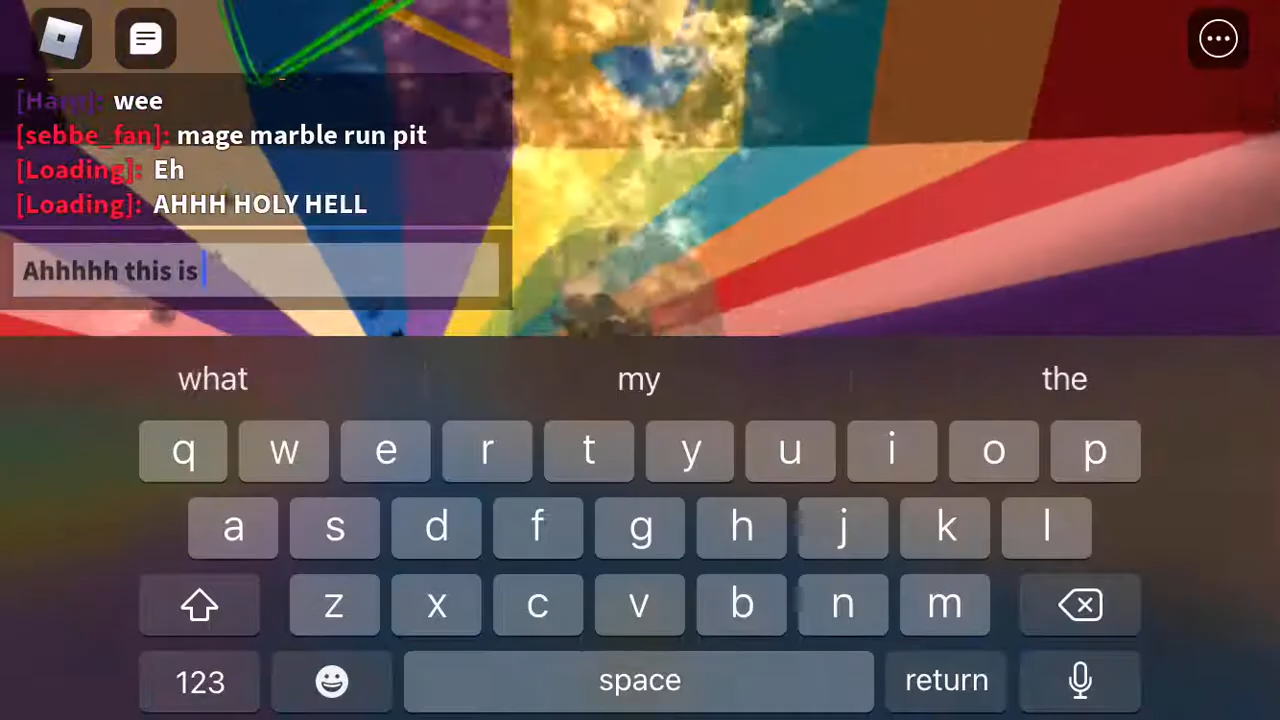 [Harp]: wee
[sebbe_fan]: mage marble run pit
[Loading]: Eh
[Loading]: AHHH HOLY HELL
Ahhhhh this is
what my the
q w e r t y u i o p
a s d f g h j k l
z x c v b n m
123 space return